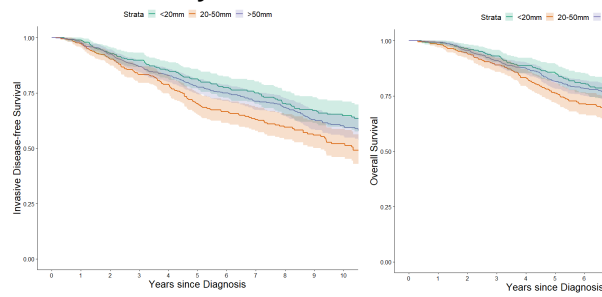 Strata <20mm 20-50mm >50mm
Invasive Disease-free Survival
1.00
0.75
0.50
0.25
0.00
0 1 2 3 4 5 6 7 8 9 10
Years since Diagnosis
Strata <20mm 20-50mm
Overall Survival
1.00
0.75
0.50
0.25
0.00
0 1 2 3 4 5 6
Years since Diagnosis